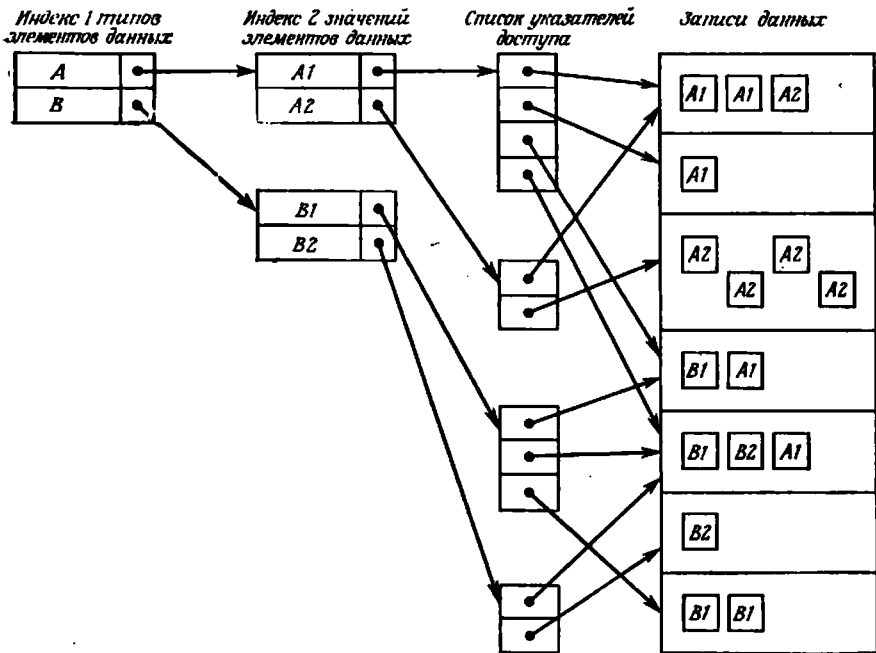 Индекс 1 типов
элементов данных
Индекс 2 значений
элементов данных
Список указателей
доступа
Записи данных
A
B
A1
A2
B1
B2
A1 A1 A2
A1
A2 A2
A2 A2
B1 A1
B1 B2 A1
B2
B1 B1